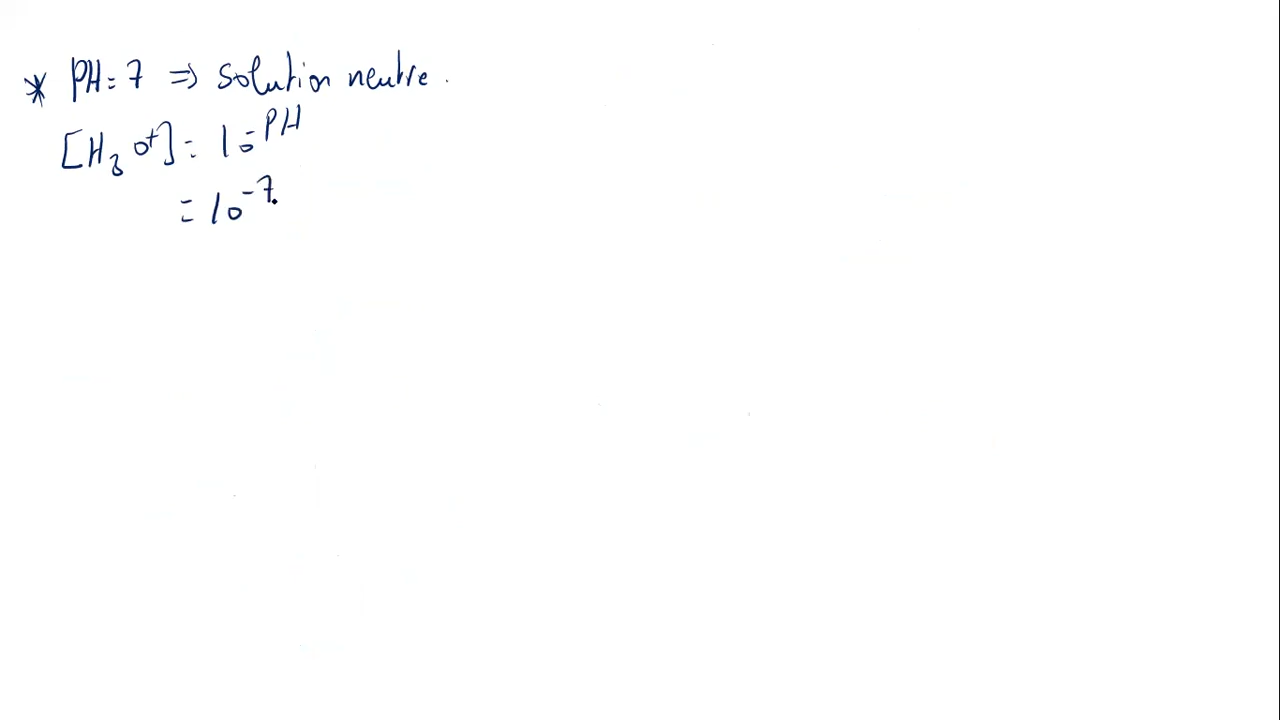 * PH = 7 => solution neutre.
[H₃O⁺] = 10⁻ᴾᴴ
= 10⁻⁷